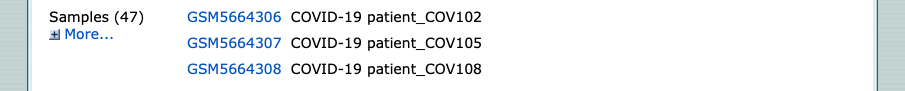 Samples (47) GSM5664306 COVID-19 patient_COV102
More...
GSM5664307 COVID-19 patient_COV105
GSM5664308 COVID-19 patient_COV108